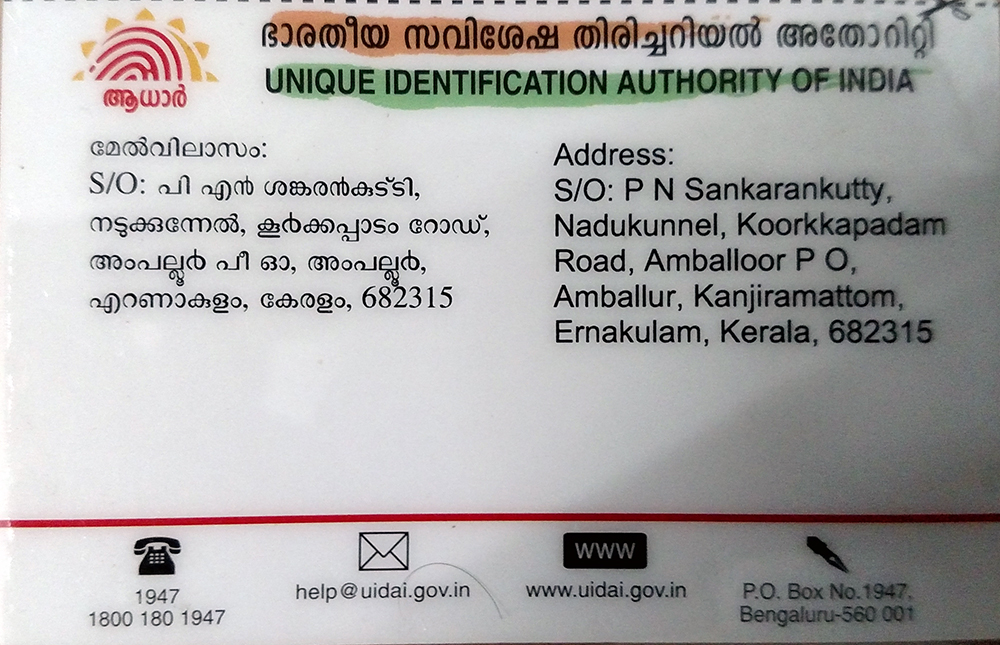 ഭാരതീയ സവിശേഷ തിരിച്ചറിയൽ അതോറിറ്റി
UNIQUE IDENTIFICATION AUTHORITY OF INDIA
ആധാർ
മേൽവിലാസം:
S/O: പി എൻ ശങ്കരൻകുട്ടി,
നടുക്കുന്നേൽ, കൂർക്കപ്പാടം റോഡ്,
അംപല്ലൂർ പീ ഓ, അംപല്ലൂർ,
എറണാകുളം, കേരളം, 682315
Address:
S/O: P N Sankarankutty,
Nadukunnel, Koorkkapadam
Road, Amballoor P O,
Amballur, Kanjiramattom,
Ernakulam, Kerala, 682315
1947
1800 180 1947
help@uidai.gov.in
WWW
www.uidai.gov.in
P.O. Box No.1947,
Bengaluru-560 001